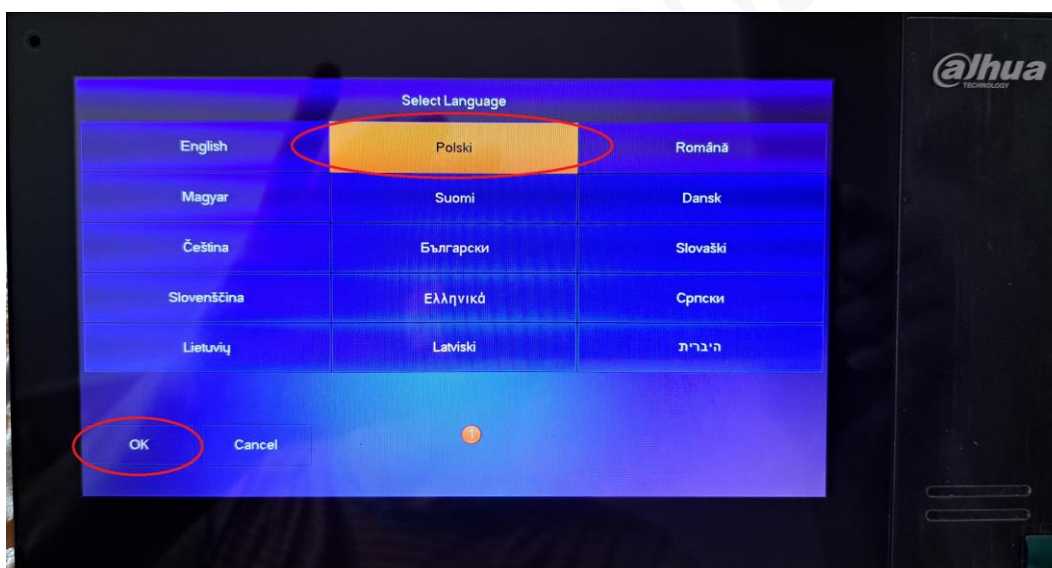 alhua
TECHNOLOGY
Select Language
English Polski Română
Magyar Suomi Dansk
Čeština Български Slovaški
Slovenščina Ελληνικά Српски
Lietuvių Latviski היברית
OK Cancel